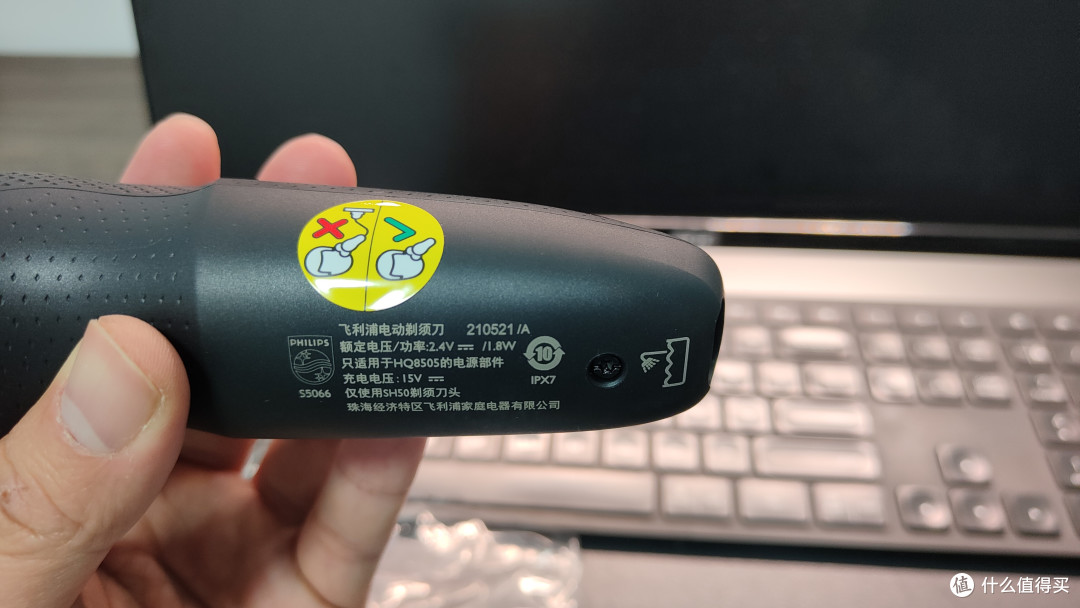 飞利浦电动剃须刀 210521/A
PHILIPS
额定电压/功率:2.4V⎓/1.8W
只适用于HQ8505的电源部件
10
充电电压:15V⎓
IPX7
S5066
仅使用SH50剃须刀头
珠海经济特区飞利浦家庭电器有限公司
值 什么值得买